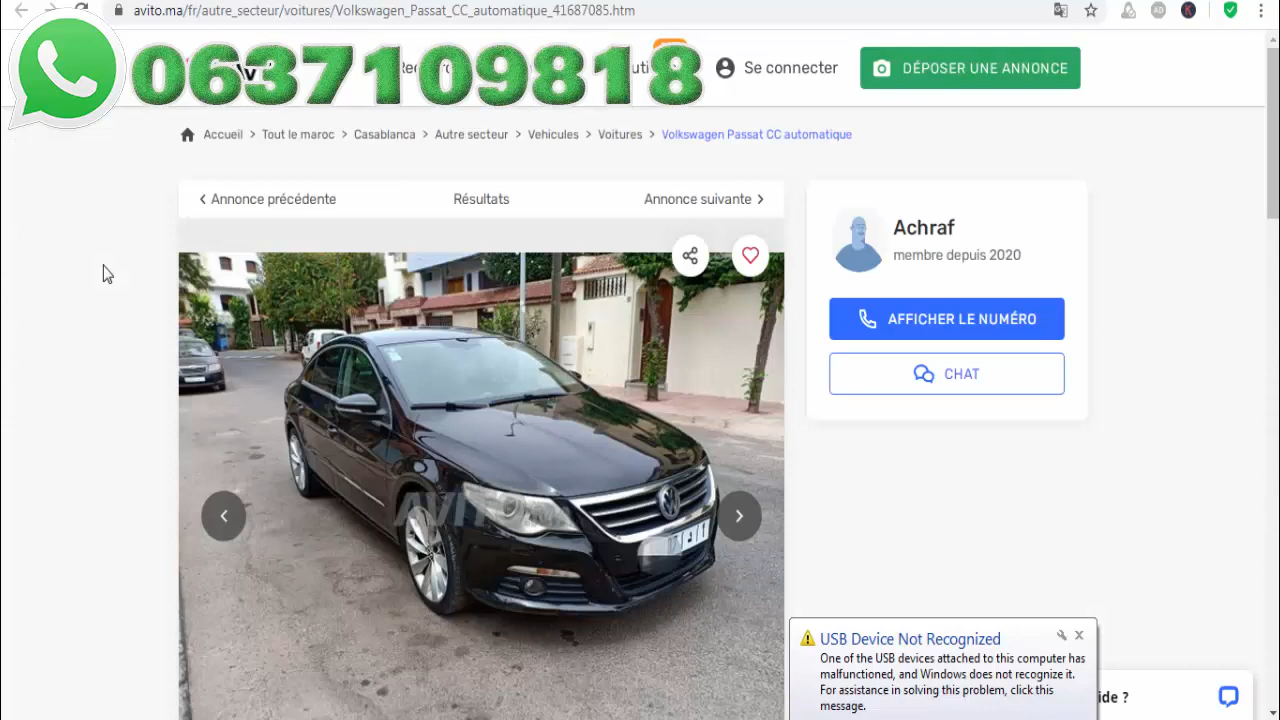 avito.ma/fr/autre_secteur/voitures/Volkswagen_Passat_CC_automatique_41687085.htm
0637109818
Se connecter
DÉPOSER UNE ANNONCE
Accueil > Tout le maroc > Casablanca > Autre secteur > Vehicules > Voitures > Volkswagen Passat CC automatique
Annonce précédente
Résultats
Annonce suivante
Achraf
membre depuis 2020
AFFICHER LE NUMÉRO
CHAT
USB Device Not Recognized
One of the USB devices attached to this computer has
malfunctioned, and Windows does not recognize it.
For assistance in solving this problem, click this
message.
ide ?